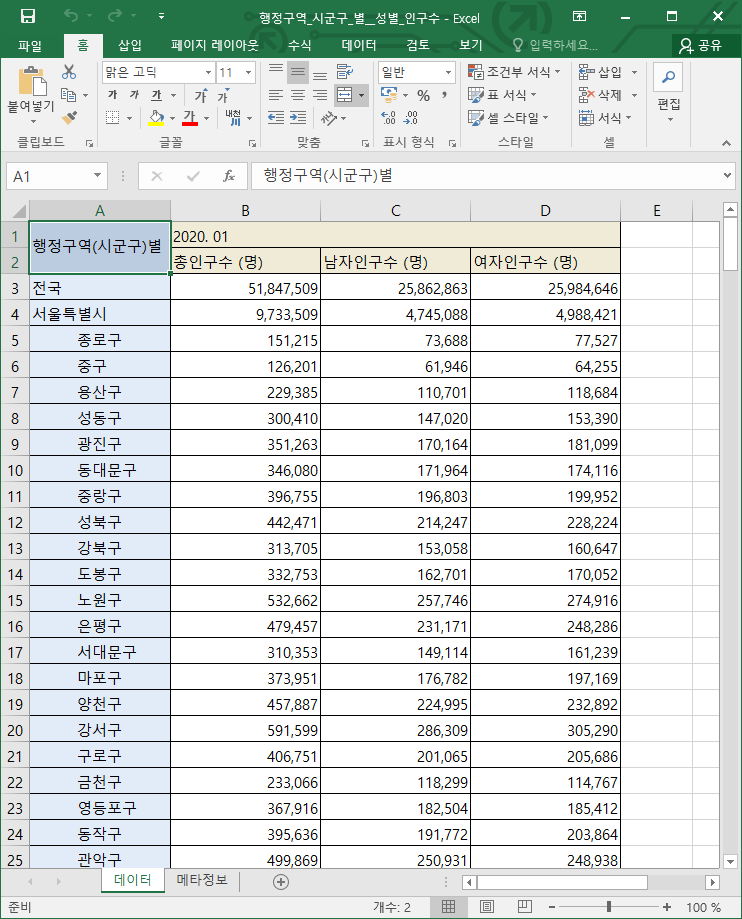 행정구역_시군구_별__성별_인구수 - Excel
파일 홈 삽입 페이지 레이아웃 수식 데이터 검토 보기 입력하세요... 공유
붙여넣기
맑은 고딕 11
가 가 가 가 가
내천
일반
% ,
조건부 서식
표 서식
셀 스타일
삽입
삭제
서식
편집
클립보드 글꼴 맞춤 표시 형식 스타일 셀
A1 fx 행정구역(시군구)별
A B C D E
1 행정구역(시군구)별 2020. 01
2 총인구수 (명) 남자인구수 (명) 여자인구수 (명)
3 전국 51,847,509 25,862,863 25,984,646
4 서울특별시 9,733,509 4,745,088 4,988,421
5 종로구 151,215 73,688 77,527
6 중구 126,201 61,946 64,255
7 용산구 229,385 110,701 118,684
8 성동구 300,410 147,020 153,390
9 광진구 351,263 170,164 181,099
10 동대문구 346,080 171,964 174,116
11 중랑구 396,755 196,803 199,952
12 성북구 442,471 214,247 228,224
13 강북구 313,705 153,058 160,647
14 도봉구 332,753 162,701 170,052
15 노원구 532,662 257,746 274,916
16 은평구 479,457 231,171 248,286
17 서대문구 310,353 149,114 161,239
18 마포구 373,951 176,782 197,169
19 양천구 457,887 224,995 232,892
20 강서구 591,599 286,309 305,290
21 구로구 406,751 201,065 205,686
22 금천구 233,066 118,299 114,767
23 영등포구 367,916 182,504 185,412
24 동작구 395,636 191,772 203,864
25 관악구 499,869 250,931 248,938
데이터 메타정보
준비 개수: 2 100 %